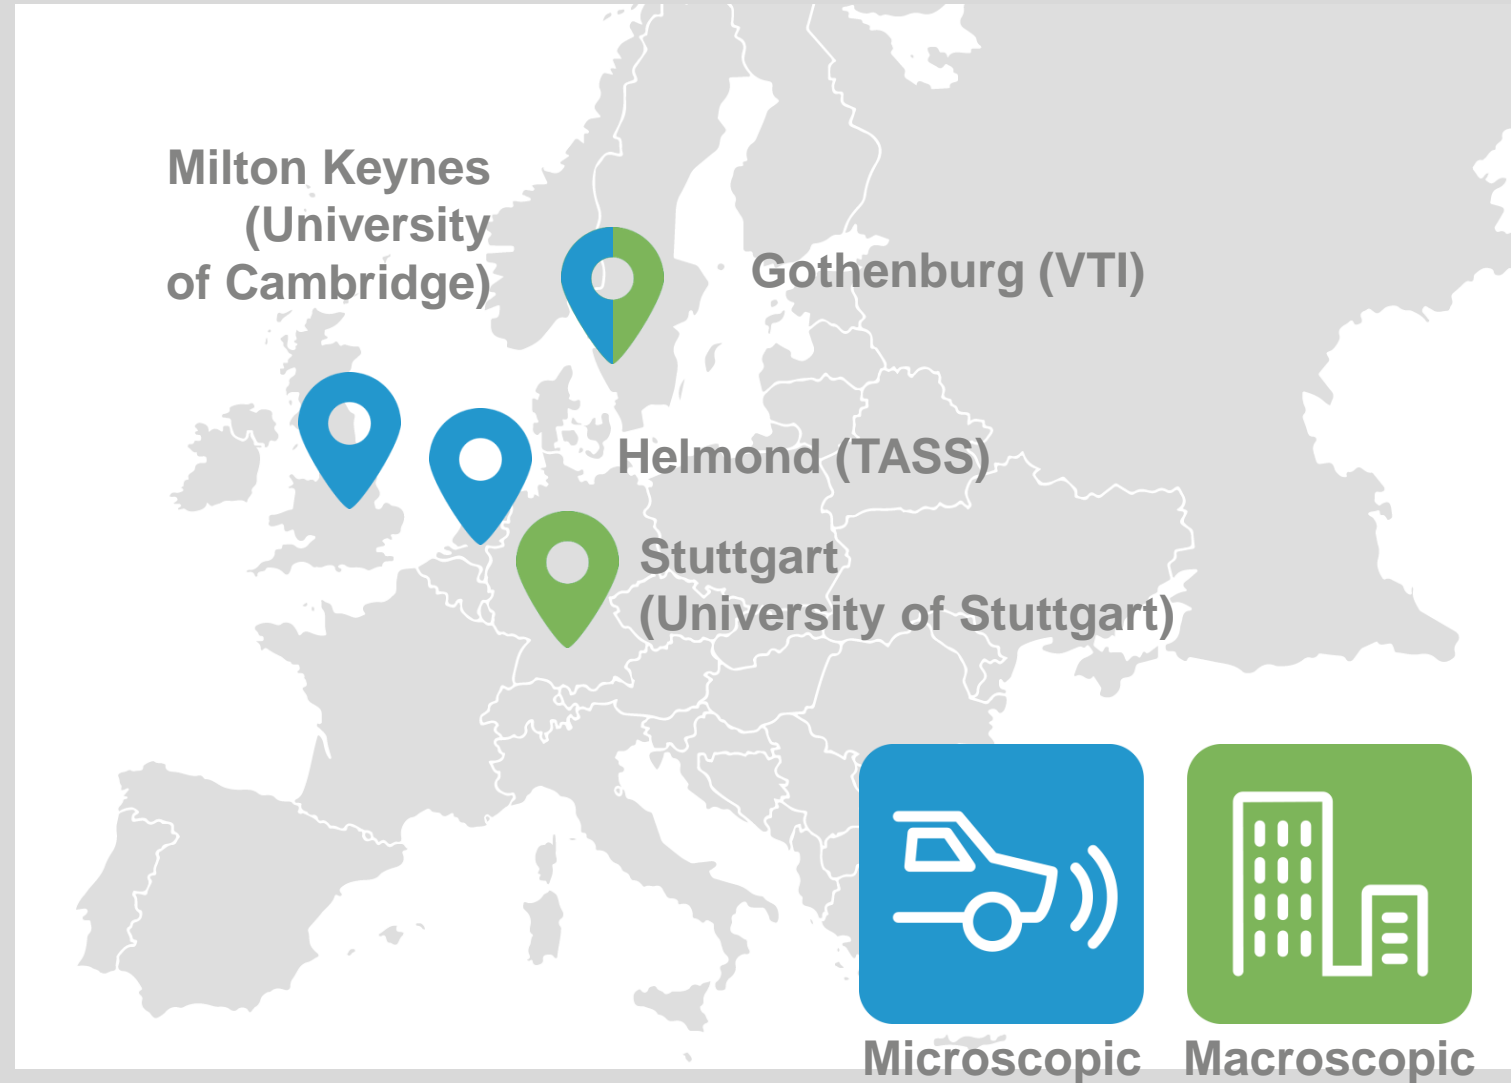 Milton Keynes
(University
of Cambridge)
Gothenburg (VTI)
Helmond (TASS)
Stuttgart
(University of Stuttgart)
Microscopic
Macroscopic